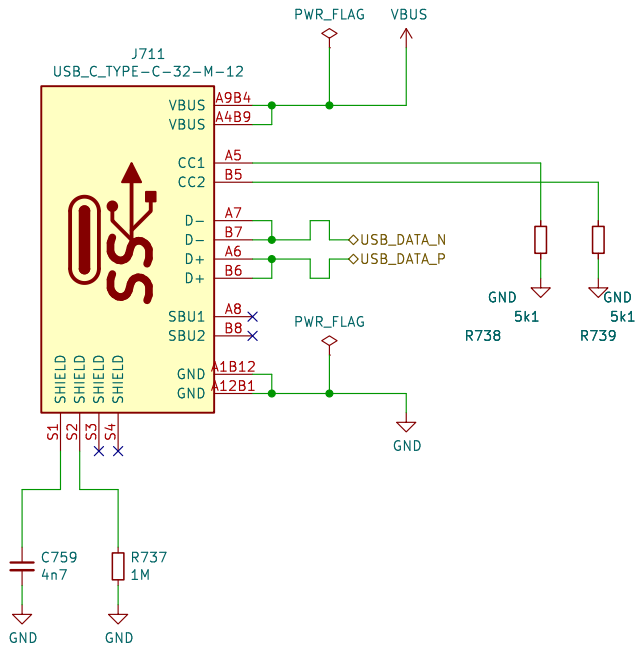 PWR_FLAG
VBUS
J711
USB_C_TYPE-C-32-M-12
VBUS A9B4
VBUS A4B9
CC1 A5
CC2 B5
D- A7
D- B7
USB_DATA_N
D+ A6
USB_DATA_P
D+ B6
SS
GND
GND
5k1
5k1
R738
R739
SBU1 A8
SBU2 B8
PWR_FLAG
GND A1B12
GND A12B1
SHIELD
SHIELD
SHIELD
SHIELD
S1
S2
S3
S4
GND
C759
4n7
R737
1M
GND
GND